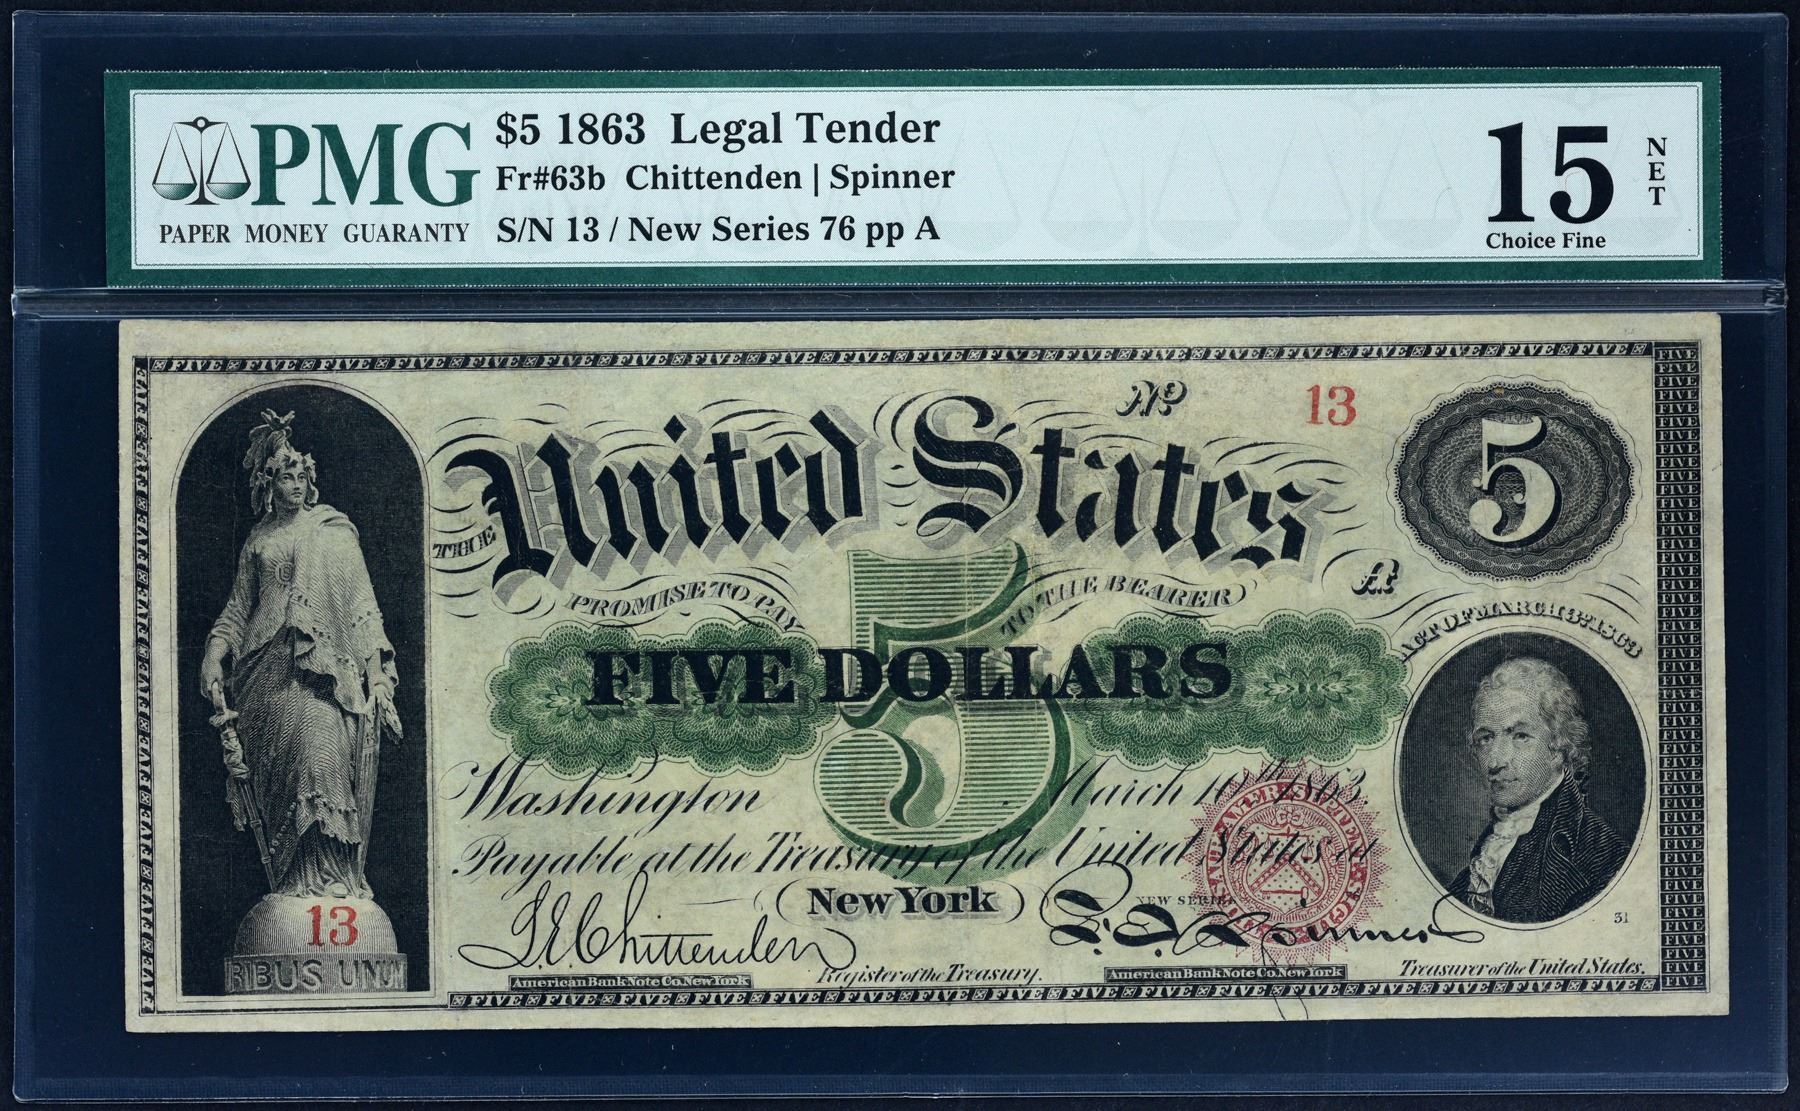 PMG
PAPER MONEY GUARANTY
$5 1863 Legal Tender
Fr#63b Chittenden | Spinner
S/N 13 / New Series 76 pp A
15
NET
Choice Fine
FIVE FIVE FIVE FIVE FIVE FIVE FIVE FIVE FIVE FIVE FIVE FIVE FIVE FIVE FIVE FIVE FIVE FIVE FIVE FIVE
No 13
5
THE United States
A
PROMISE TO PAY TO THE BEARER
5
ACT OF MARCH 3rd 1863
FIVE DOLLARS
Washington March 10th 1863.
Payable at the Treasury of the United States at
New York
NEW SERIES
31
13
RIBUS UNUM
L.E. Chittenden
Register of the Treasury.
F. E. Spinner
Treasurer of the United States.
American Bank Note Co. New York
American Bank Note Co. New York